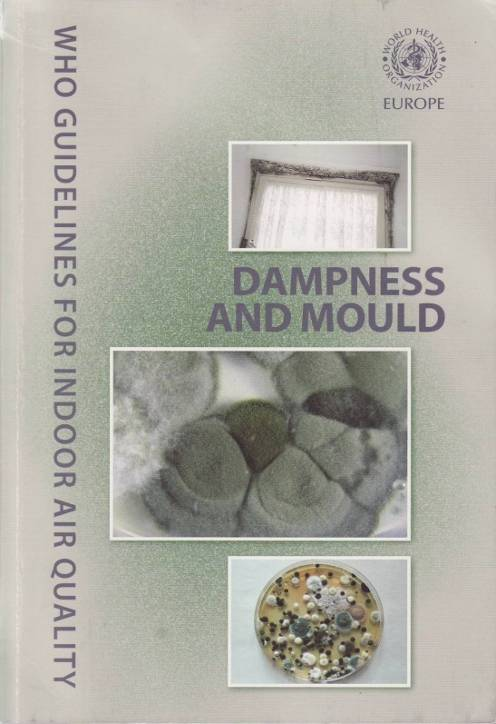 WHO GUIDELINES FOR INDOOR AIR QUALITY
WORLD HEALTH
ORGANIZATION
EUROPE
DAMPNESS
AND MOULD